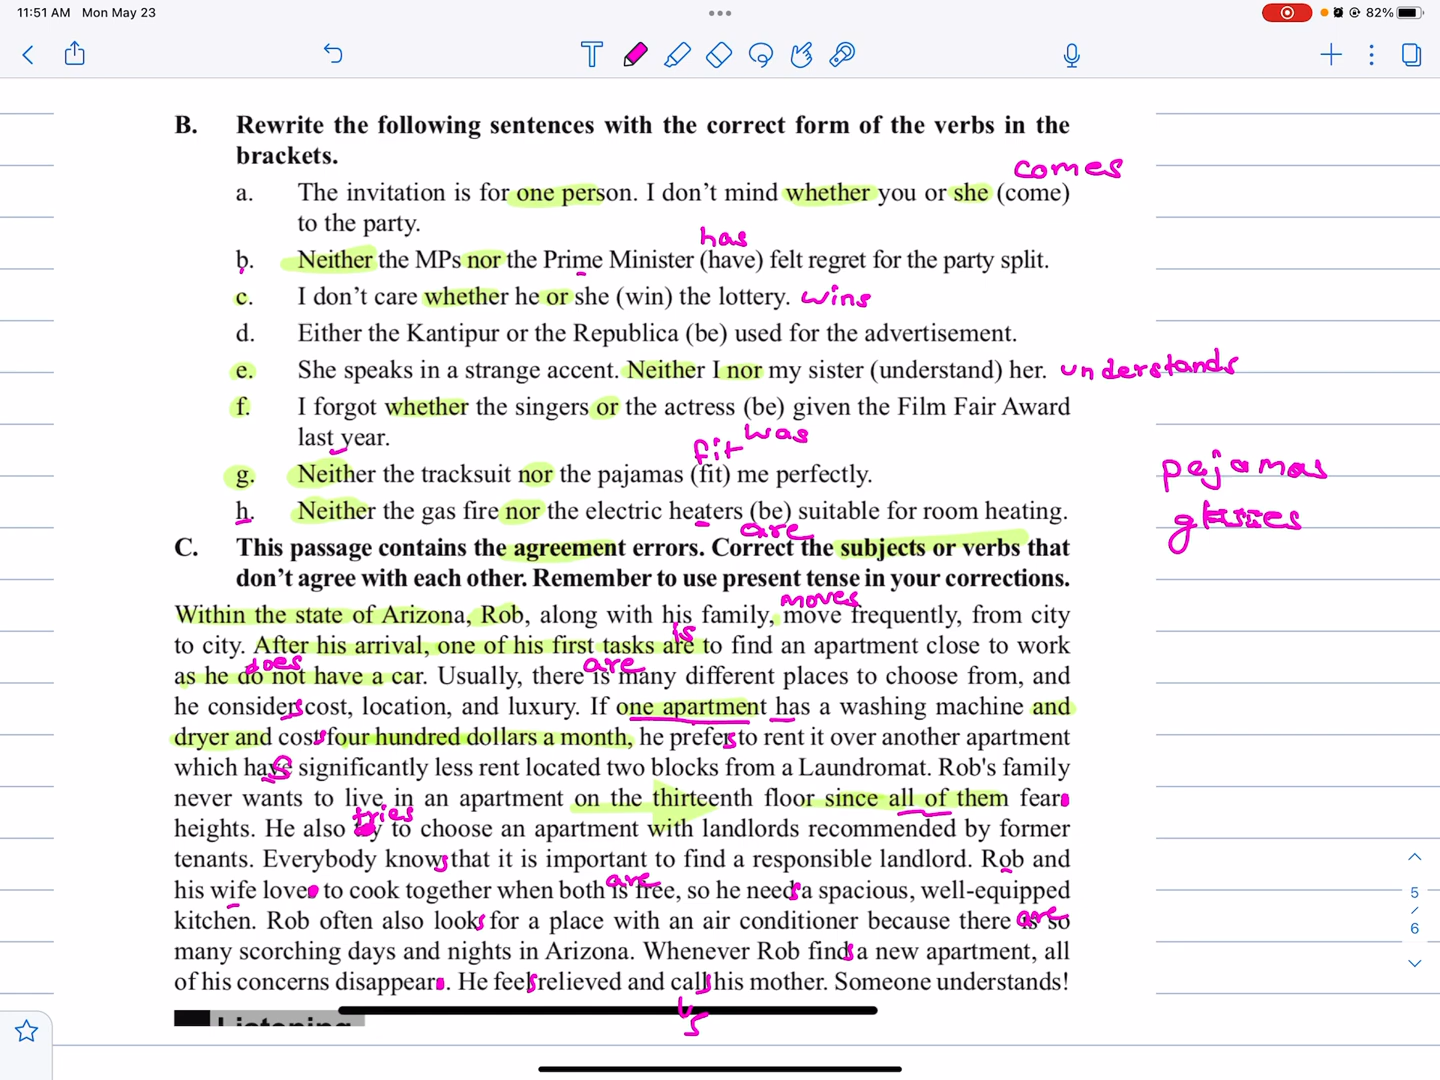 11:51 AM Mon May 23
82%
B. Rewrite the following sentences with the correct form of the verbs in the
brackets.
comes
a. The invitation is for one person. I don't mind whether you or she (come)
to the party.
has
b. Neither the MPs nor the Prime Minister (have) felt regret for the party split.
c. I don't care whether he or she (win) the lottery. wins
d. Either the Kantipur or the Republica (be) used for the advertisement.
e. She speaks in a strange accent. Neither I nor my sister (understand) her. understands
f. I forgot whether the singers or the actress (be) given the Film Fair Award
last year.
was
fit
g. Neither the tracksuit nor the pajamas (fit) me perfectly.
pajamas
h. Neither the gas fire nor the electric heaters (be) suitable for room heating.
are
C. This passage contains the agreement errors. Correct the subjects or verbs that
don't agree with each other. Remember to use present tense in your corrections.
moves
Within the state of Arizona, Rob, along with his family, move frequently, from city
is
to city. After his arrival, one of his first tasks are to find an apartment close to work
does are
as he do not have a car. Usually, there is many different places to choose from, and
he considers cost, location, and luxury. If one apartment has a washing machine and
dryer and costs four hundred dollars a month, he prefers to rent it over another apartment
which has significantly less rent located two blocks from a Laundromat. Rob's family
never wants to live in an apartment on the thirteenth floor since all of them fear
tries
heights. He also try to choose an apartment with landlords recommended by former
tenants. Everybody knows that it is important to find a responsible landlord. Rob and
are
his wife love to cook together when both is free, so he needs a spacious, well-equipped
kitchen. Rob often also looks for a place with an air conditioner because there are so
many scorching days and nights in Arizona. Whenever Rob finds a new apartment, all
of his concerns disappear. He feels relieved and calls his mother. Someone understands!
s
Listening
5
/
6